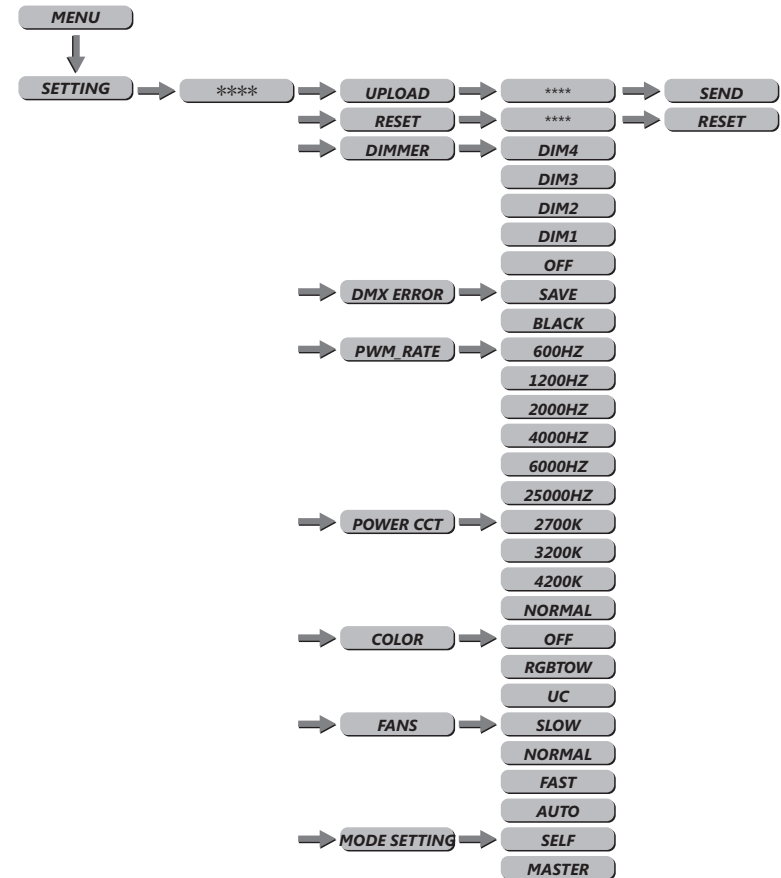 MENU
SETTING **** UPLOAD **** SEND
RESET **** RESET
DIMMER DIM4
DIM3
DIM2
DIM1
OFF
DMX ERROR SAVE
BLACK
PWM_RATE 600HZ
1200HZ
2000HZ
4000HZ
6000HZ
25000HZ
POWER CCT 2700K
3200K
4200K
NORMAL
COLOR OFF
RGBTOW
UC
FANS SLOW
NORMAL
FAST
AUTO
MODE SETTING SELF
MASTER